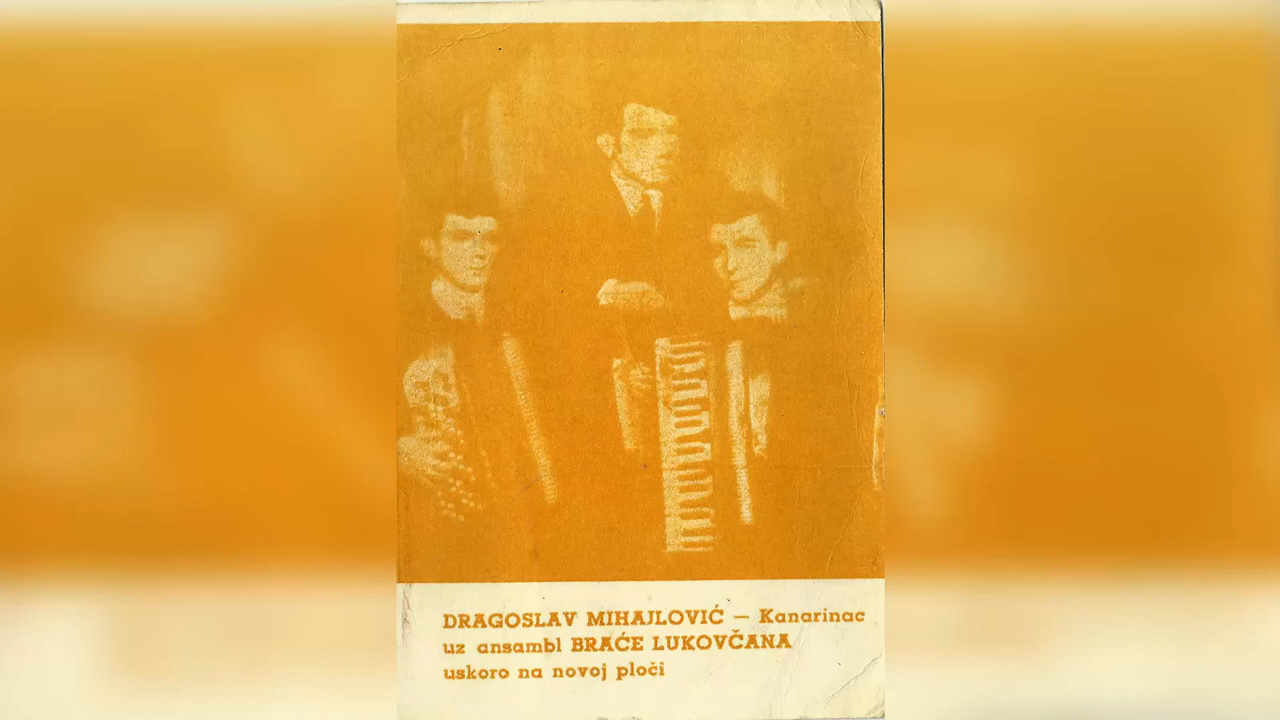 DRAGOSLAV MIHAJLOVIĆ — Kanarinac
uz ansambl BRAĆE LUKOVČANA
uskoro na novoj ploči